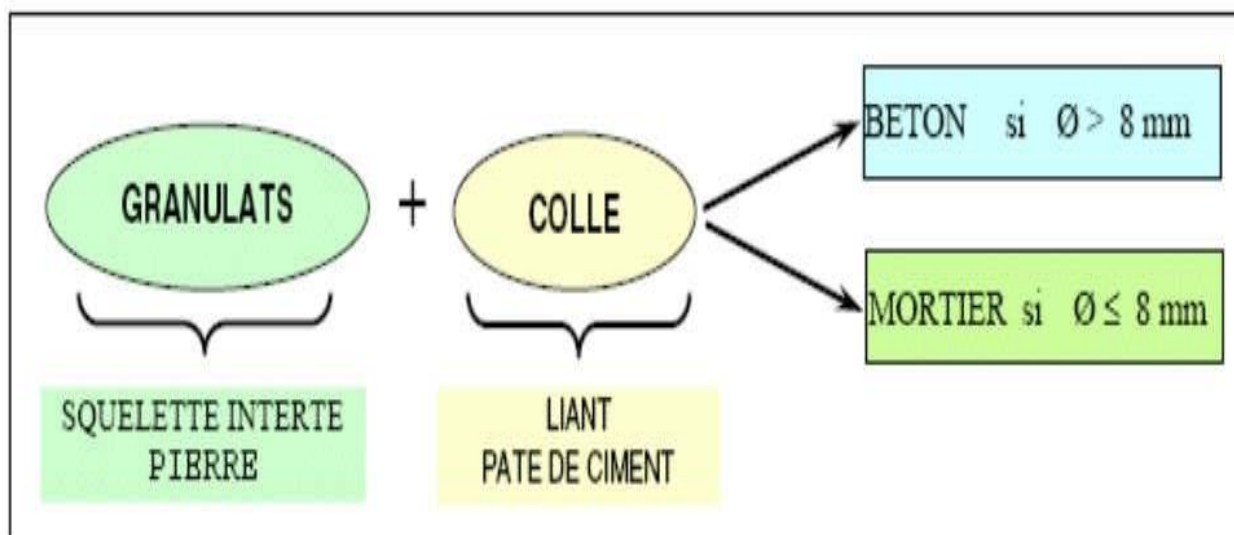 GRANULATS
+
COLLE
BETON si Ø > 8 mm
MORTIER si Ø ≤ 8 mm
SQUELETTE INTERTE
PIERRE
LIANT
PATE DE CIMENT